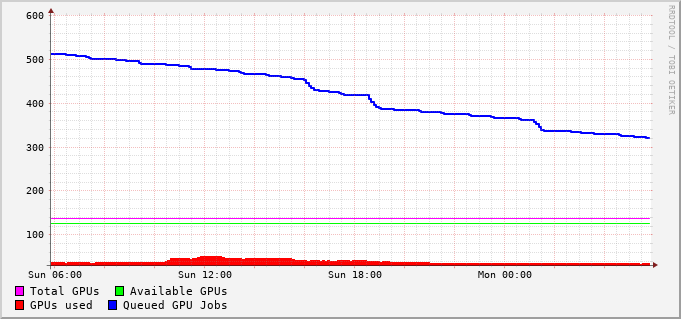 600
500
400
300
200
100
Sun 06:00 Sun 12:00 Sun 18:00 Mon 00:00
Total GPUs Available GPUs
GPUs used Queued GPU Jobs
RRDTOOL / TOBI OETIKER